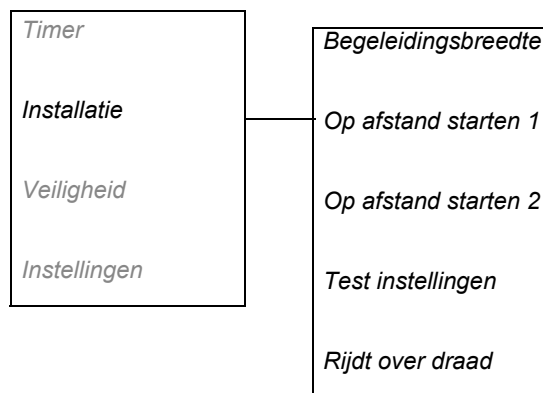 Timer
Installatie
Veiligheid
Instellingen
Begeleidingsbreedte
Op afstand starten 1
Op afstand starten 2
Test instellingen
Rijdt over draad